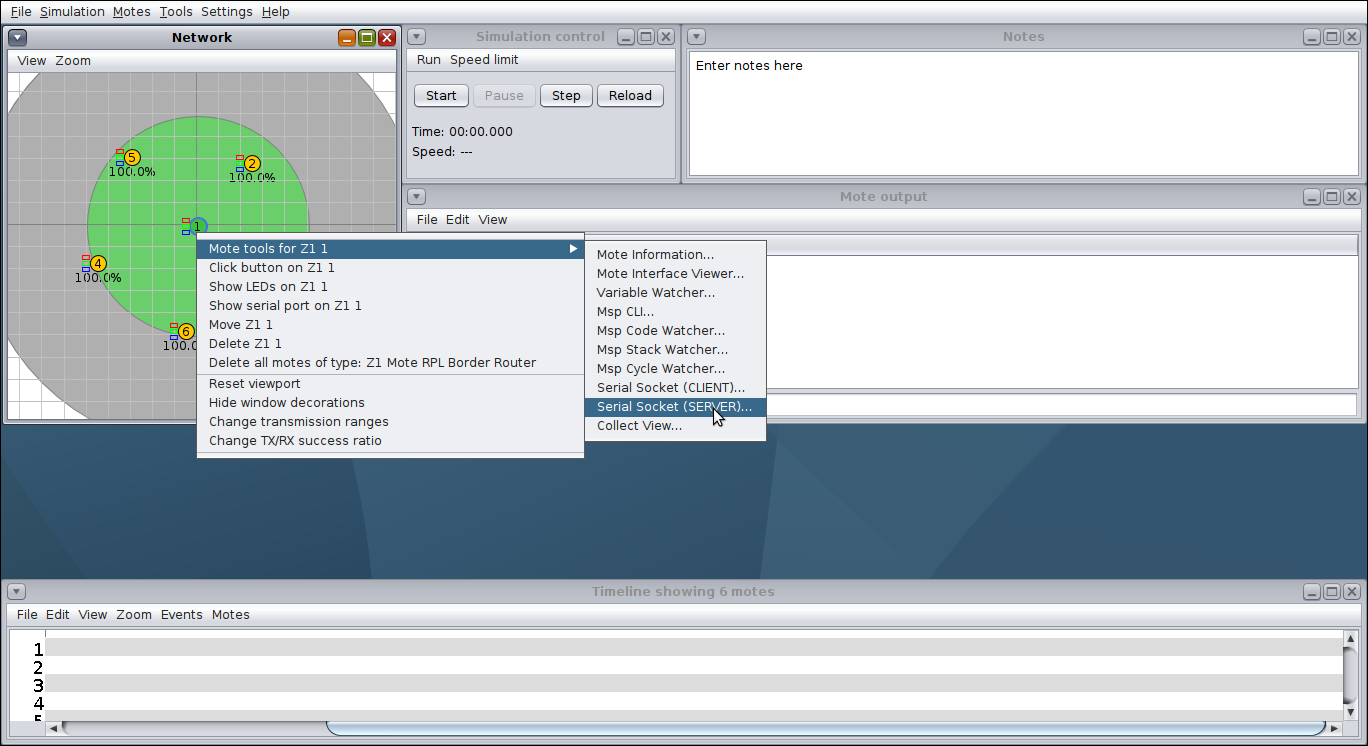 File Simulation Motes Tools Settings Help
Network
View Zoom
5
100.0%
2
100.0%
1
4
100.0%
6
100.0
Simulation control
Run Speed limit
Start Pause Step Reload
Time: 00:00.000
Speed: ---
Notes
Enter notes here
Mote output
File Edit View
Mote tools for Z1 1
Click button on Z1 1
Show LEDs on Z1 1
Show serial port on Z1 1
Move Z1 1
Delete Z1 1
Delete all motes of type: Z1 Mote RPL Border Router
Reset viewport
Hide window decorations
Change transmission ranges
Change TX/RX success ratio
Mote Information...
Mote Interface Viewer...
Variable Watcher...
Msp CLI...
Msp Code Watcher...
Msp Stack Watcher...
Msp Cycle Watcher...
Serial Socket (CLIENT)...
Serial Socket (SERVER)...
Collect View...
Timeline showing 6 motes
File Edit View Zoom Events Motes
1
2
3
4
5